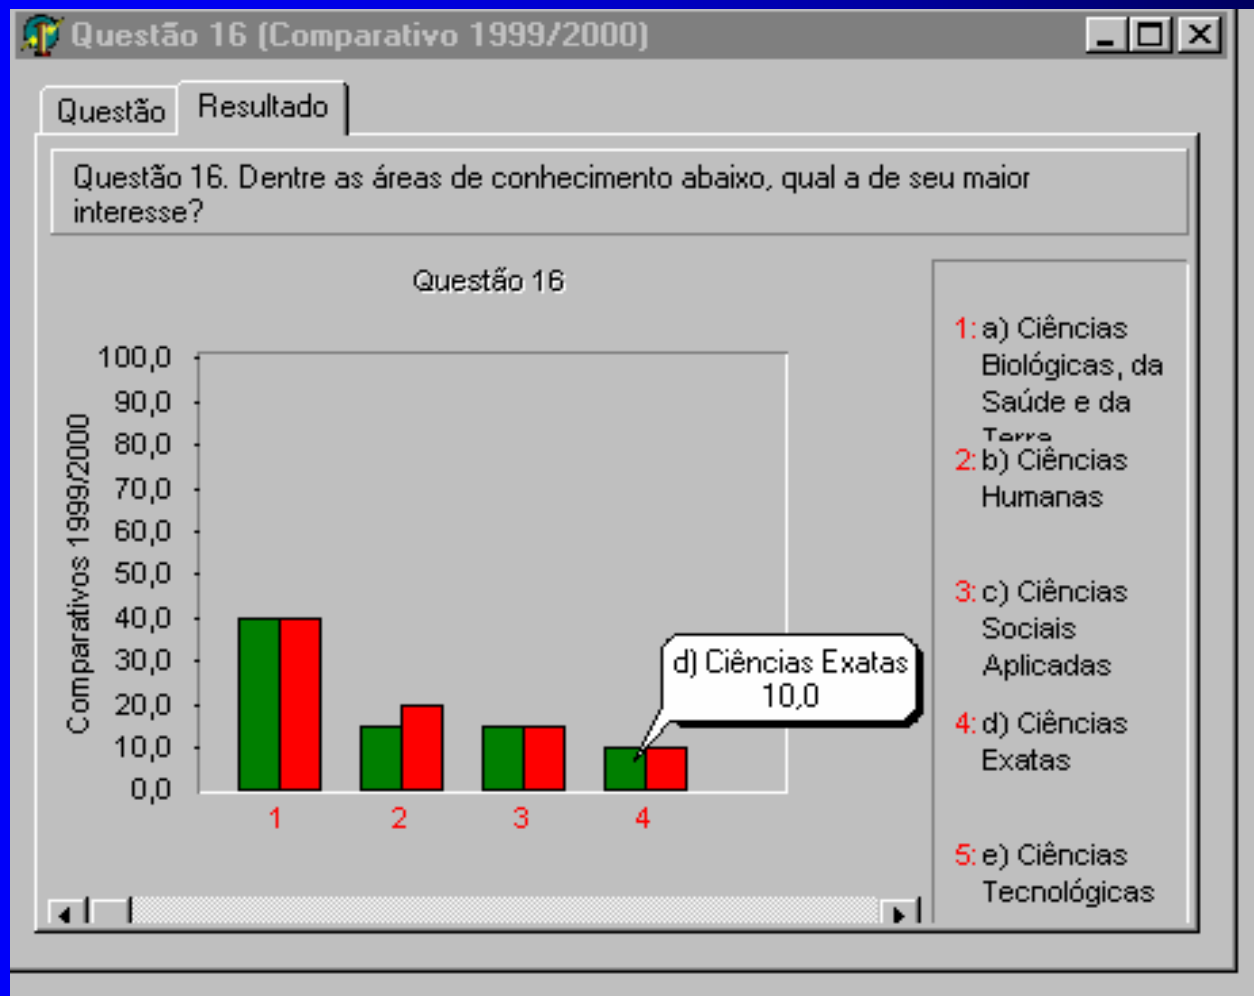 Questão 16 (Comparativo 1999/2000)
Questão
Resultado
Questão 16. Dentre as áreas de conhecimento abaixo, qual a de seu maior
interesse?
Questão 16
Comparativos 1999/2000
100,0
90,0
80,0
70,0
60,0
50,0
40,0
30,0
20,0
10,0
0,0
1
2
3
4
d) Ciências Exatas
10,0
1: a) Ciências
Biológicas, da
Saúde e da
Terra
2: b) Ciências
Humanas
3: c) Ciências
Sociais
Aplicadas
4: d) Ciências
Exatas
5: e) Ciências
Tecnológicas